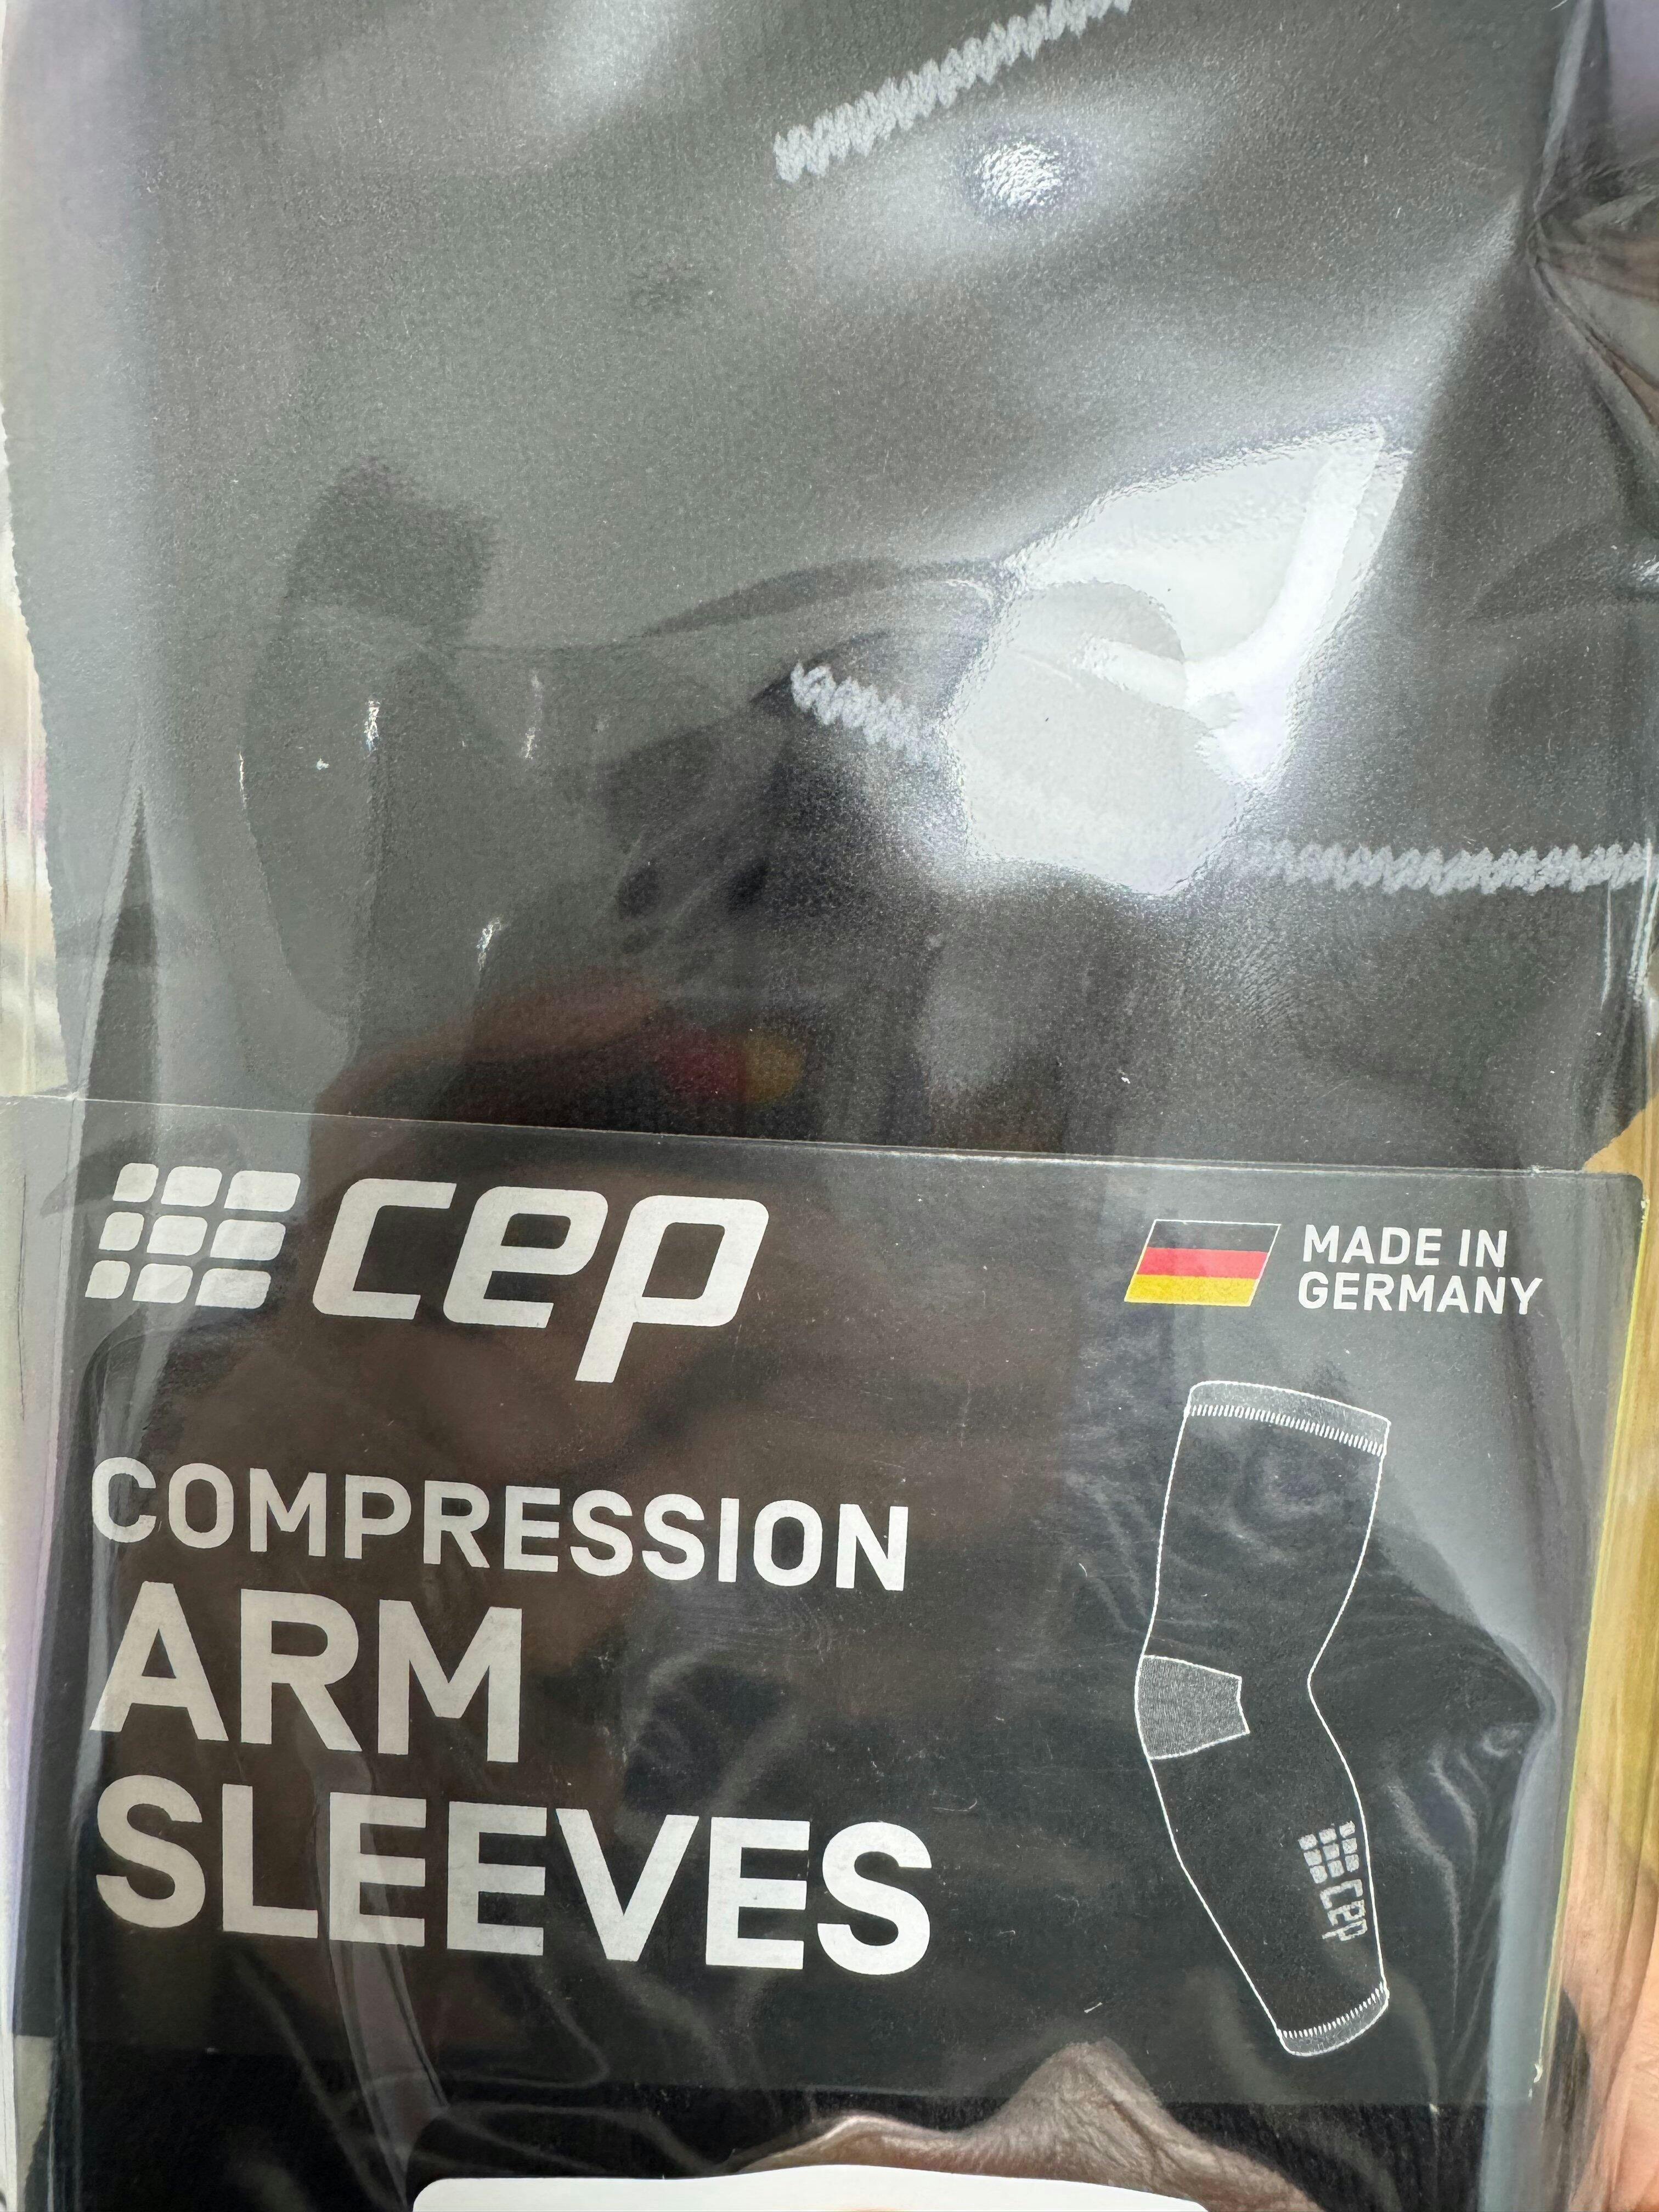 cep
MADE IN
GERMANY
COMPRESSION
ARM
SLEEVES
cep